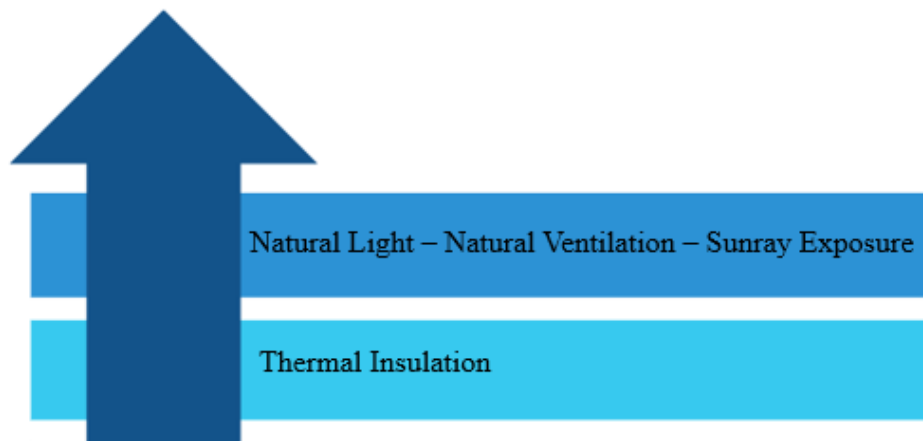 Natural Light – Natural Ventilation – Sunray Exposure
Thermal Insulation